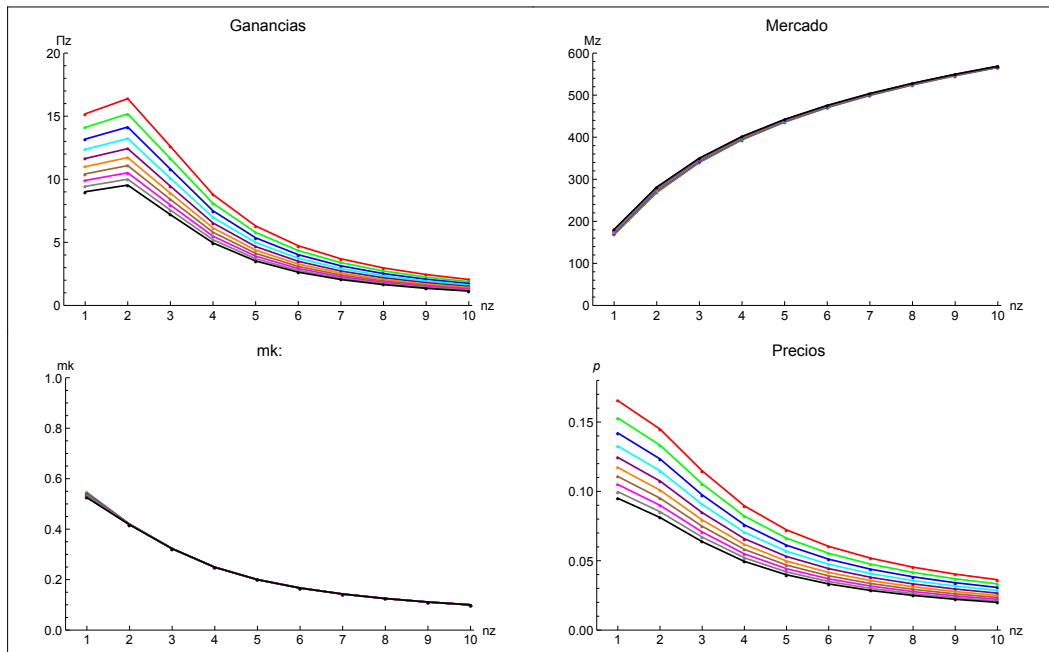 Ganancias
Πz
20
15
10
5
0
1 2 3 4 5 6 7 8 9 10 nz
Mercado
Mz
600
500
400
300
200
100
0
1 2 3 4 5 6 7 8 9 10 nz
mk:
mk
1.0
0.8
0.6
0.4
0.2
0.0
1 2 3 4 5 6 7 8 9 10 nz
Precios
p
0.15
0.10
0.05
0.00
1 2 3 4 5 6 7 8 9 10 nz